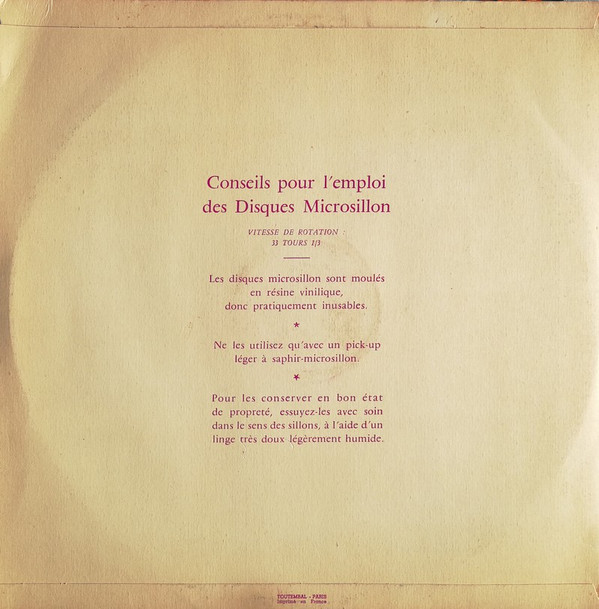 Conseils pour l'emploi
des Disques Microsillon
VITESSE DE ROTATION :
33 TOURS 1/3
Les disques microsillon sont moulés
en résine vinilique,
donc pratiquement inusables.
★
Ne les utilisez qu'avec un pick-up
léger à saphir-microsillon.
★
Pour les conserver en bon état
de propreté, essuyez-les avec soin
dans le sens des sillons, à l'aide d'un
linge très doux légèrement humide.
TOUTEMBAL - PARIS
Imprimé en France